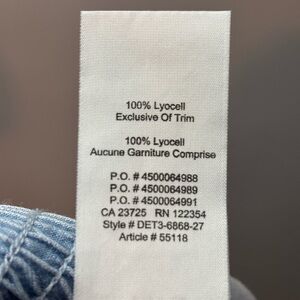 100% Lyocell
Exclusive Of Trim
100% Lyocell
Aucune Garniture Comprise
P.O. # 4500064988
P.O. # 4500064989
P.O. # 4500064991
CA 23725 RN 122354
Style # DET3-6868-27
Article # 55118